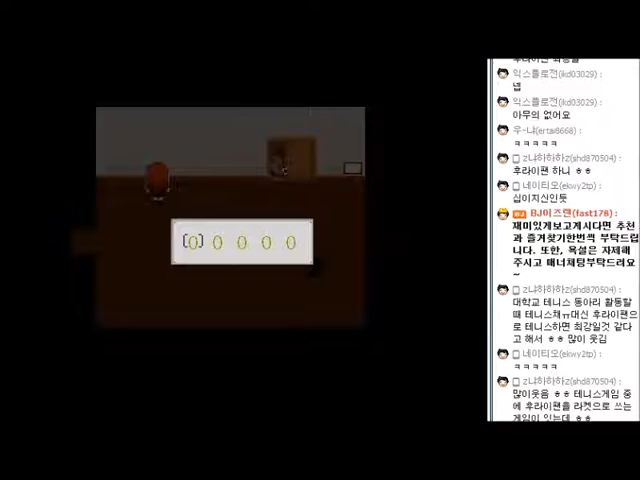 [0] 0 0 0 0
익스플로전(ikd03029) :
넵
익스플로전(ikd03029) :
아무의 없어요
우-냐(ertai8668) :
ㅋㅋㅋㅋㅋ
z냐하하하z(shd870504) :
후라이팬 하니 ㅎㅎ
네이티오(ekwy2tp) :
십이지신인듯
BJ아즈랜(fast178) :
재미있게보고계시다면 추천
과 즐겨찾기한번씩 부탁드립
니다. 또한, 욕설은 자제해
주시고 매너채팅부탁드려요
~
z냐하하하z(shd870504) :
대학교 테니스 동아리 활동할
때 테니스채ㅠ대신 후라이팬으
로 테니스하면 최강일것 같다
고 해서 ㅎㅎ 많이 웃김
네이티오(ekwy2tp) :
ㅋㅋㅋㅋㅋ
z냐하하하z(shd870504) :
많이웃음 ㅎㅎ 테니스게임 중
에 후라이팬을 라켓으로 쓰는
게임이 있는데 ㅎㅎ